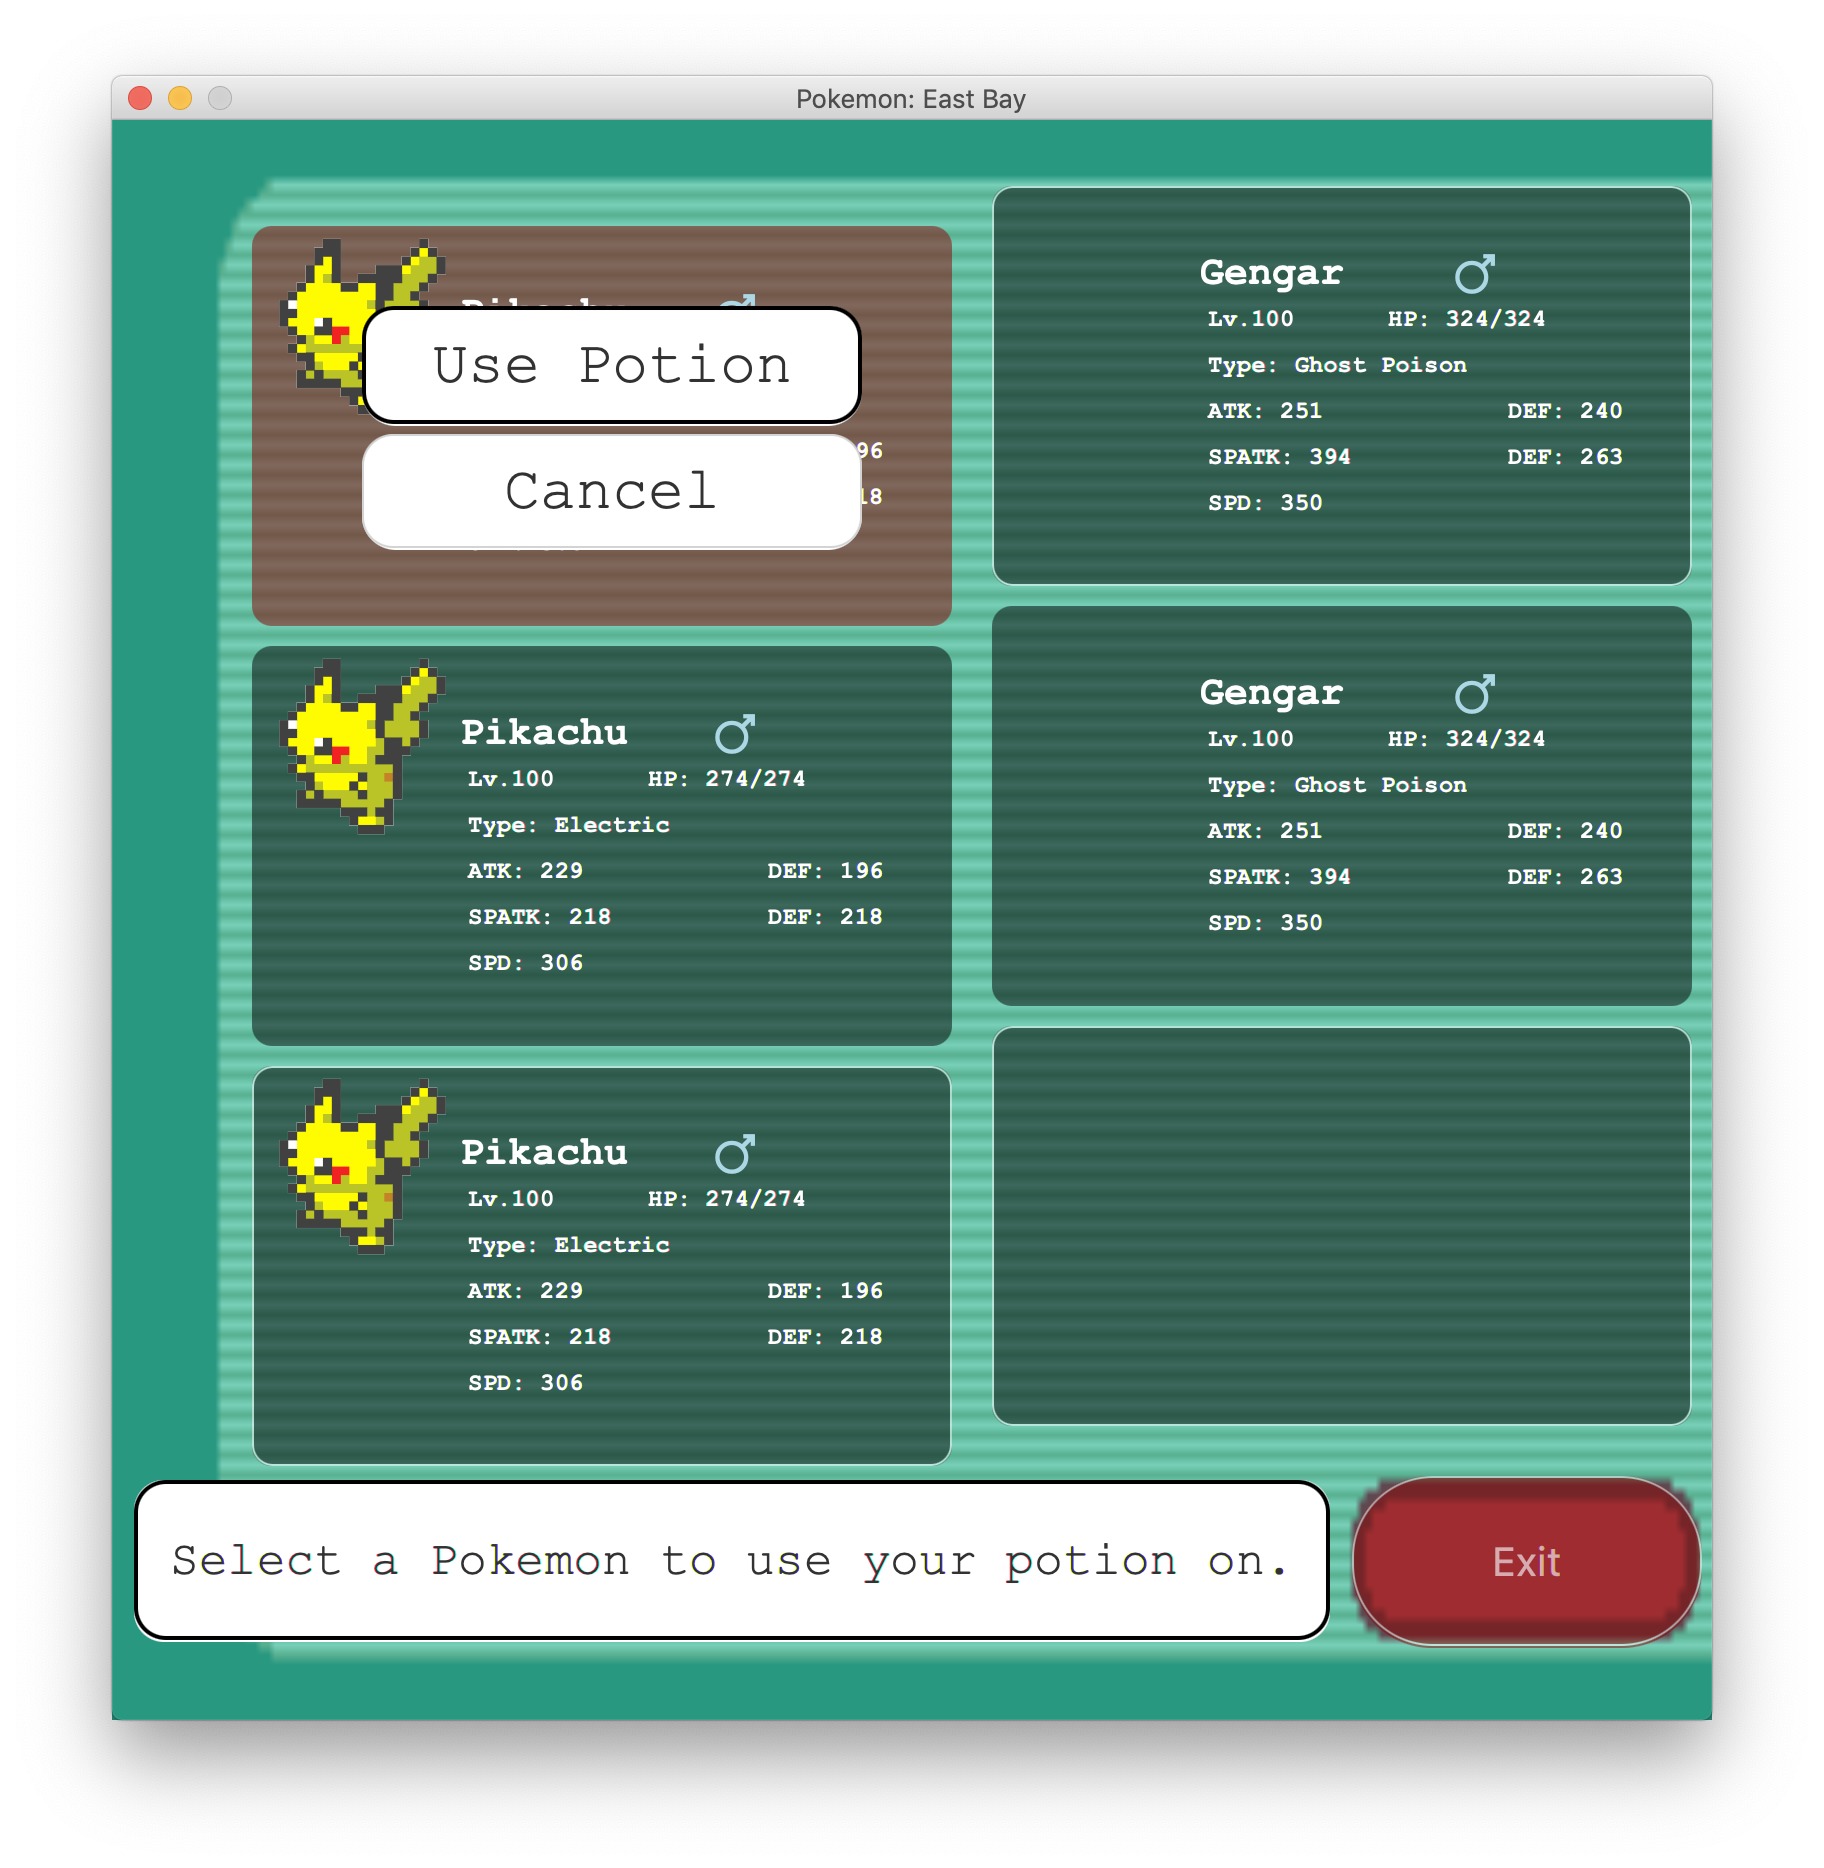 Pokemon: East Bay
Pikachu
Use Potion
Cancel
96
18
Pikachu
Lv.100 HP: 274/274
Type: Electric
ATK: 229 DEF: 196
SPATK: 218 DEF: 218
SPD: 306
Pikachu
Lv.100 HP: 274/274
Type: Electric
ATK: 229 DEF: 196
SPATK: 218 DEF: 218
SPD: 306
Gengar
Lv.100 HP: 324/324
Type: Ghost Poison
ATK: 251 DEF: 240
SPATK: 394 DEF: 263
SPD: 350
Gengar
Lv.100 HP: 324/324
Type: Ghost Poison
ATK: 251 DEF: 240
SPATK: 394 DEF: 263
SPD: 350
Select a Pokemon to use your potion on.
Exit